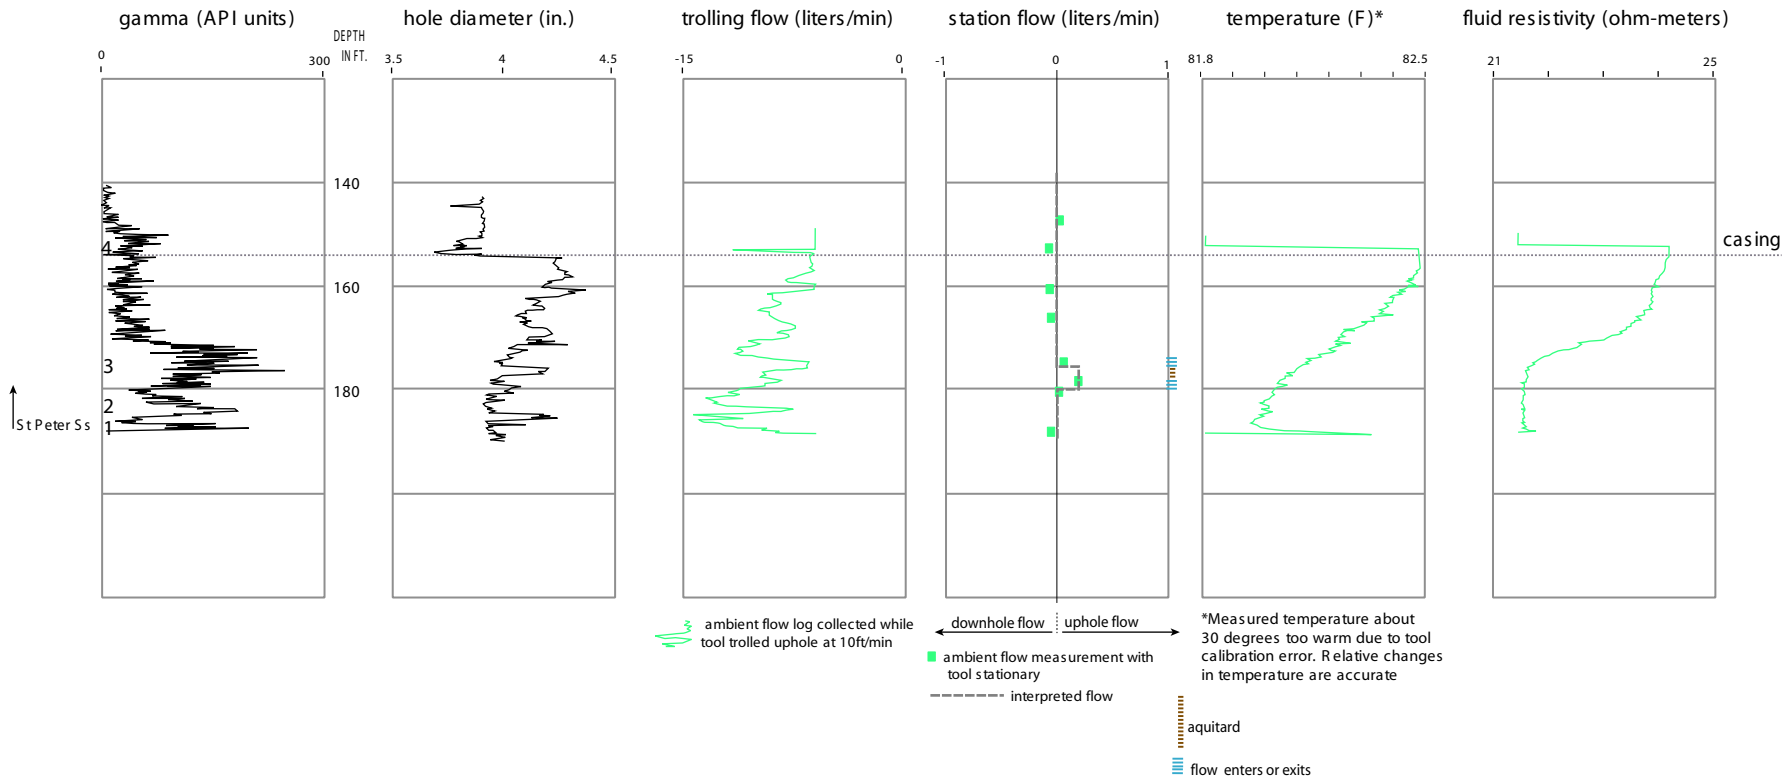 gamma (API units)
hole diameter (in.)
trolling flow (liters/min)
station flow (liters/min)
temperature (F)*
fluid resistivity (ohm-meters)
DEPTH
IN FT.
0
300
3.5
4
4.5
-15
0
-1
0
1
81.8
82.5
21
25
140
4
casing
160
3
180
2
St Peter Ss
1
ambient flow log collected while
tool trolled uphole at 10ft/min
downhole flow
uphole flow
ambient flow measurement with
tool stationary
interpreted flow
*Measured temperature about
30 degrees too warm due to tool
calibration error. Relative changes
in temperature are accurate
aquitard
flow enters or exits